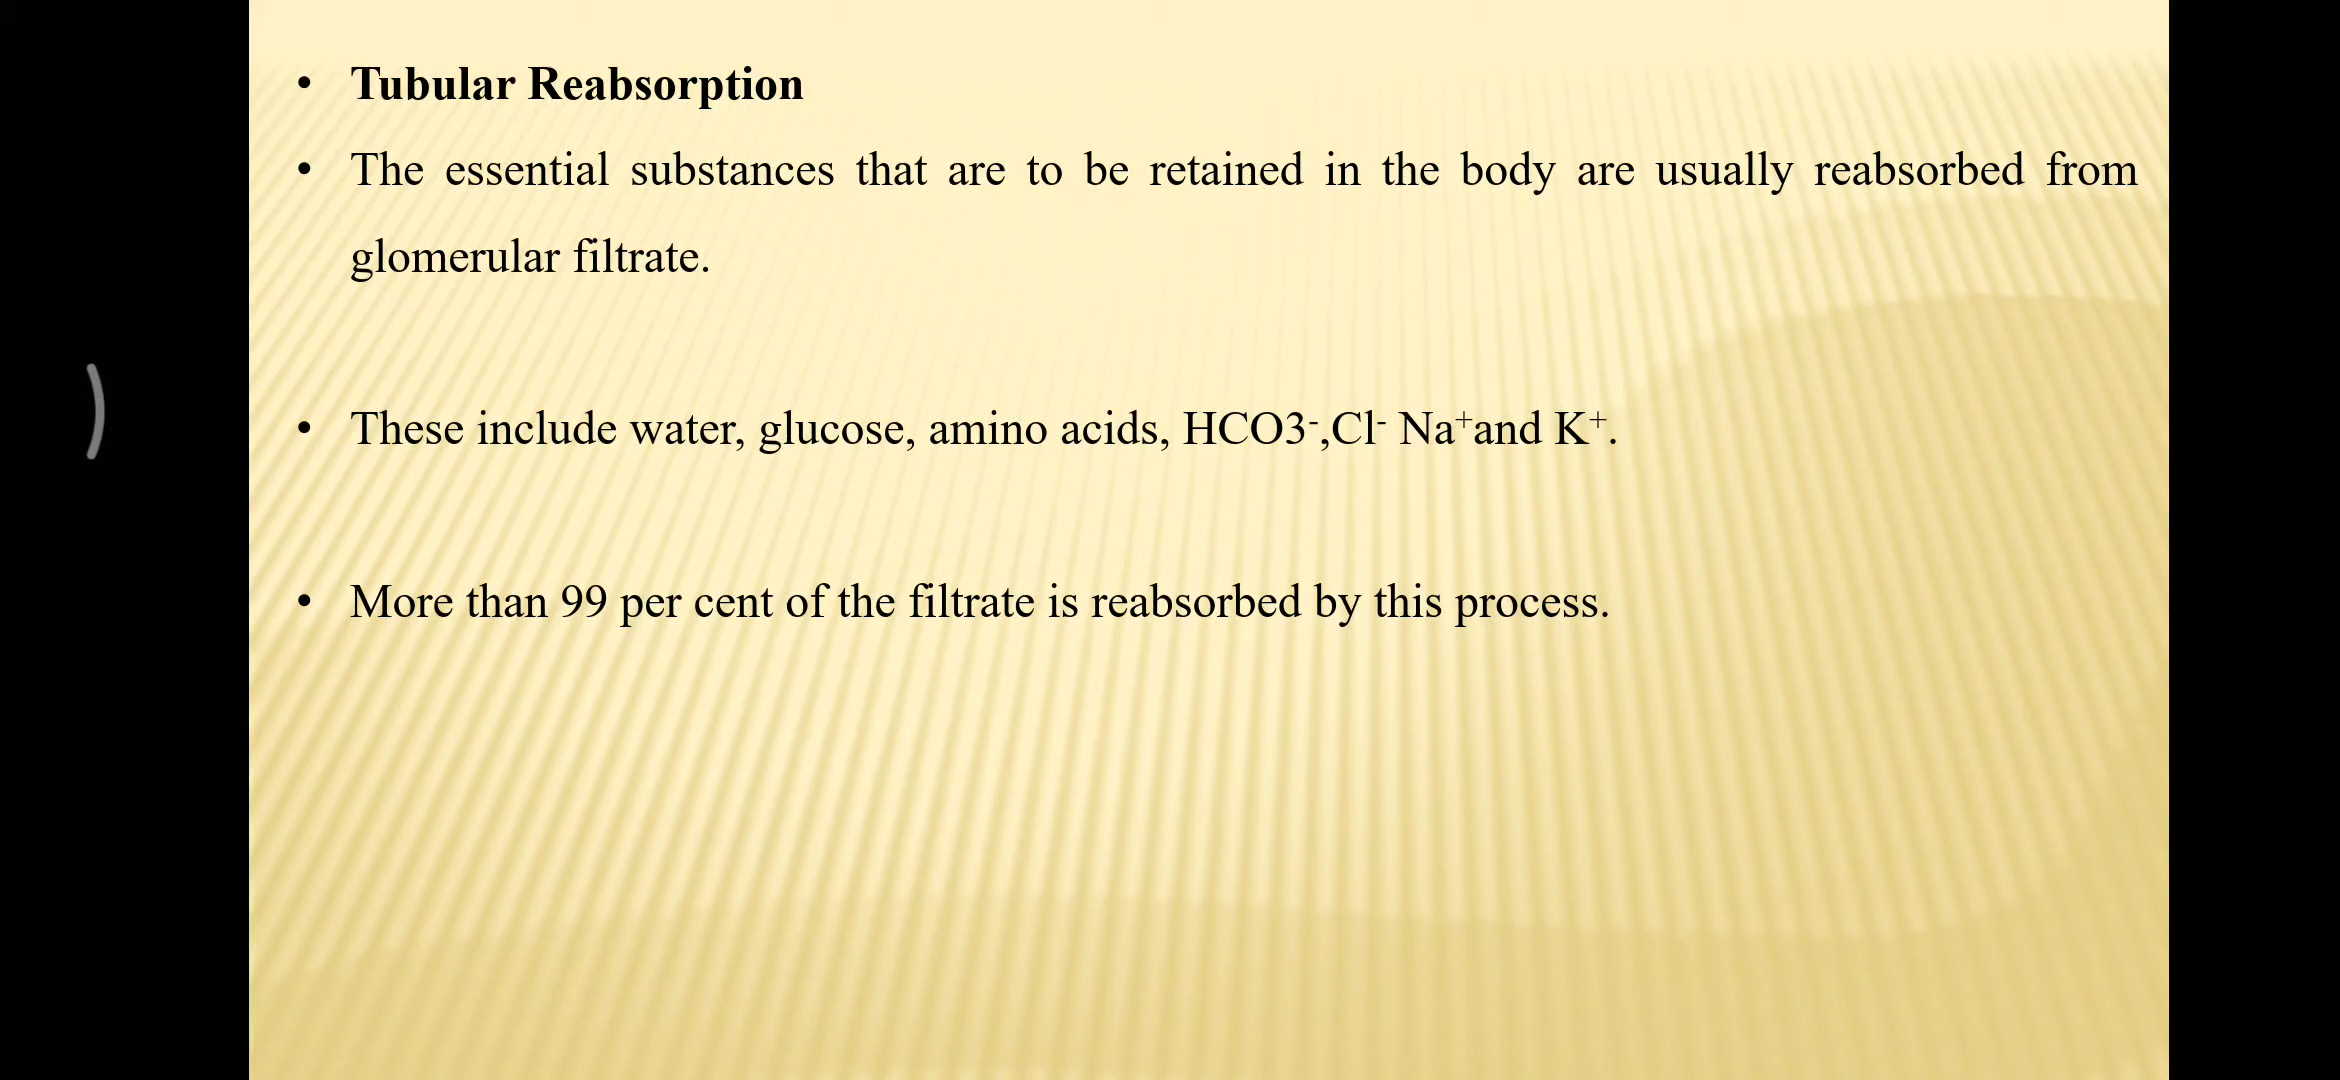 • Tubular Reabsorption
• The essential substances that are to be retained in the body are usually reabsorbed from
glomerular filtrate.
• These include water, glucose, amino acids, HCO3⁻,Cl⁻ Na⁺and K⁺.
• More than 99 per cent of the filtrate is reabsorbed by this process.